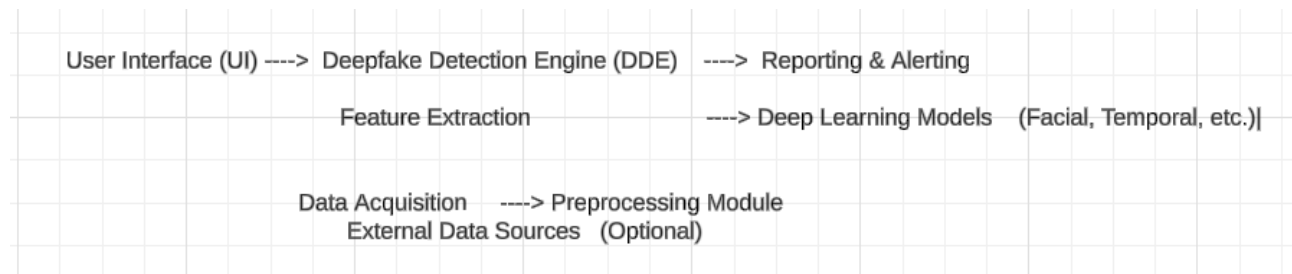 User Interface (UI) ----> Deepfake Detection Engine (DDE) ----> Reporting & Alerting
Feature Extraction ----> Deep Learning Models (Facial, Temporal, etc.)|
Data Acquisition ----> Preprocessing Module
External Data Sources (Optional)